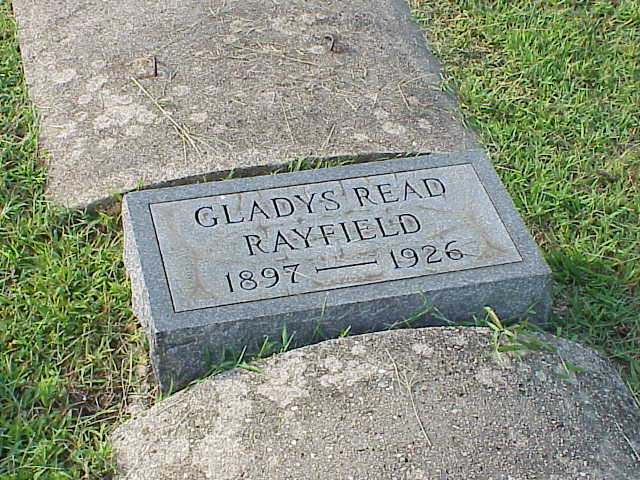 GLADYS READ
RAYFIELD
1897 — 1926